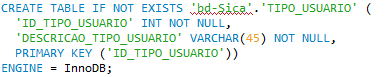 CREATE TABLE IF NOT EXISTS 'bd-Sica'.'TIPO_USUARIO' (
'ID_TIPO_USUARIO' INT NOT NULL,
'DESCRICAO_TIPO_USUARIO' VARCHAR(45) NOT NULL,
PRIMARY KEY ('ID_TIPO_USUARIO'))
ENGINE = InnoDB;